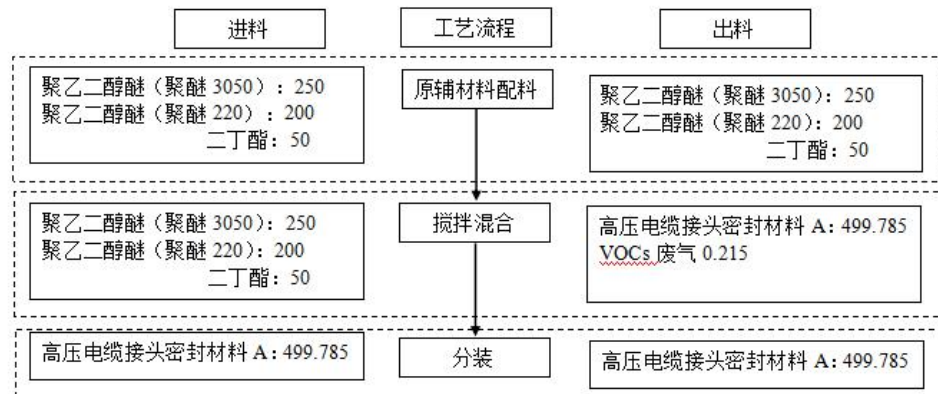 进料
工艺流程
出料
聚乙二醇醚（聚醚 3050）：250
聚乙二醇醚（聚醚 220）：200
二丁酯：50
原辅材料配料
聚乙二醇醚（聚醚 3050）：250
聚乙二醇醚（聚醚 220）：200
二丁酯：50
聚乙二醇醚（聚醚 3050）：250
聚乙二醇醚（聚醚 220）：200
二丁酯：50
搅拌混合
高压电缆接头密封材料 A：499.785
VOCs 废气 0.215
高压电缆接头密封材料 A：499.785
分装
高压电缆接头密封材料 A：499.785